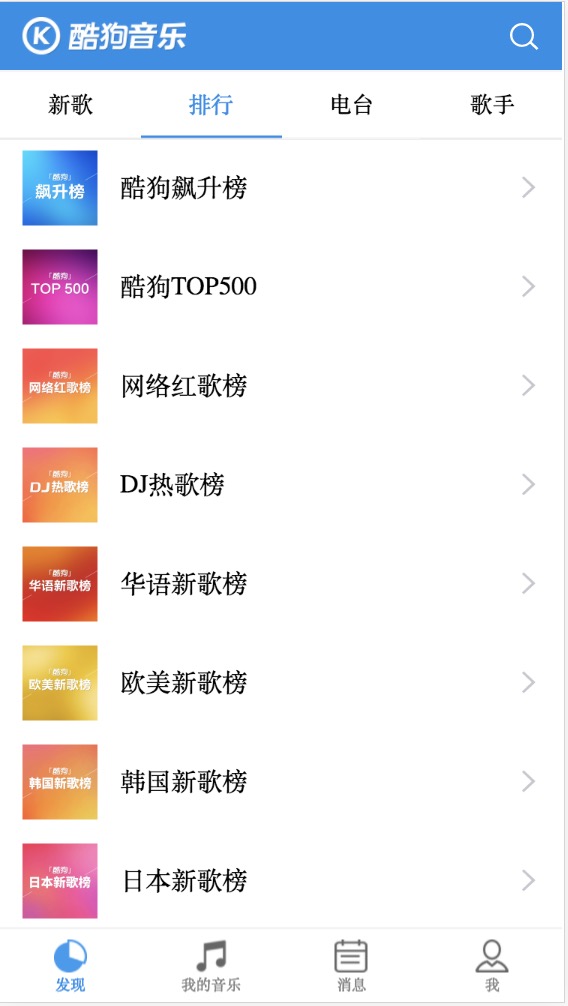 酷狗音乐
新歌 排行 电台 歌手
「酷狗」
飙升榜
酷狗飙升榜
「酷狗」
TOP 500
酷狗TOP500
「酷狗」
网络红歌榜
网络红歌榜
「酷狗」
DJ热歌榜
DJ热歌榜
「酷狗」
华语新歌榜
华语新歌榜
「酷狗」
欧美新歌榜
欧美新歌榜
「酷狗」
韩国新歌榜
韩国新歌榜
「酷狗」
日本新歌榜
日本新歌榜
发现 我的音乐 消息 我